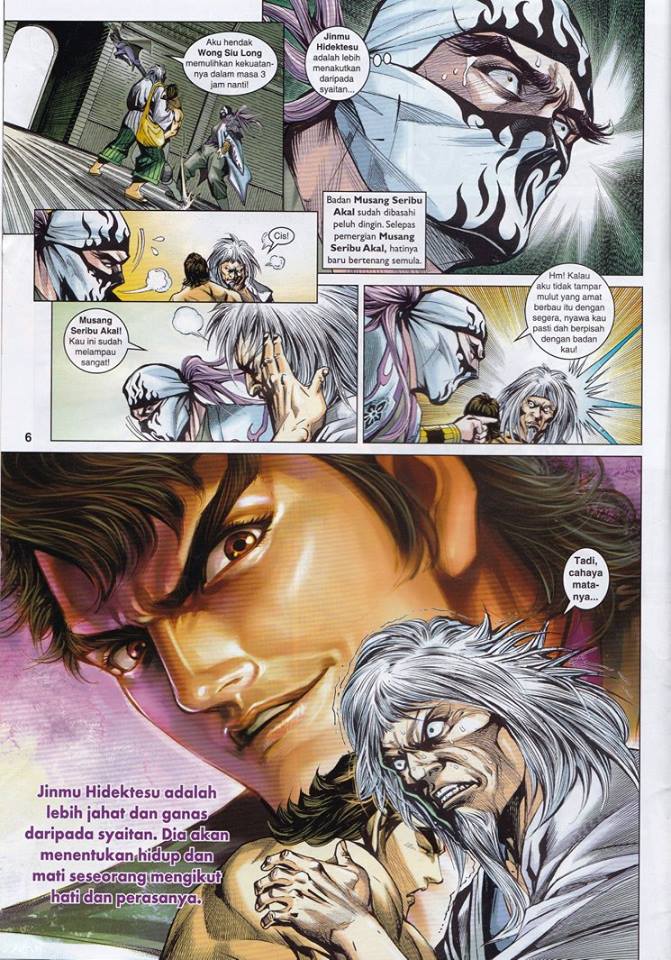 Aku hendak
Wong Siu Long
memulihkan kekuatan-
nya dalam masa 3
jam nanti!
Jinmu
Hidektesu
adalah lebih
menakutkan
daripada
syaitan...
Badan Musang Seribu
Akal sudah dibasahi
peluh dingin. Selepas
pemergian Musang
Seribu Akal, hatinya
baru bertenang semula.
Cis!
Musang
Seribu Akal!
Kau ini sudah
melampau
sangat!
Hm! Kalau
aku tidak tampar
mulut yang amat
berbau itu dengan
segera, nyawa kau
pasti dah berpisah
dengan badan
kau!
6
Tadi,
cahaya
mata-
nya...
Jinmu Hidektesu adalah
lebih jahat dan ganas
daripada syaitan. Dia akan
menentukan hidup dan
mati seseorang mengikut
hati dan perasanya.